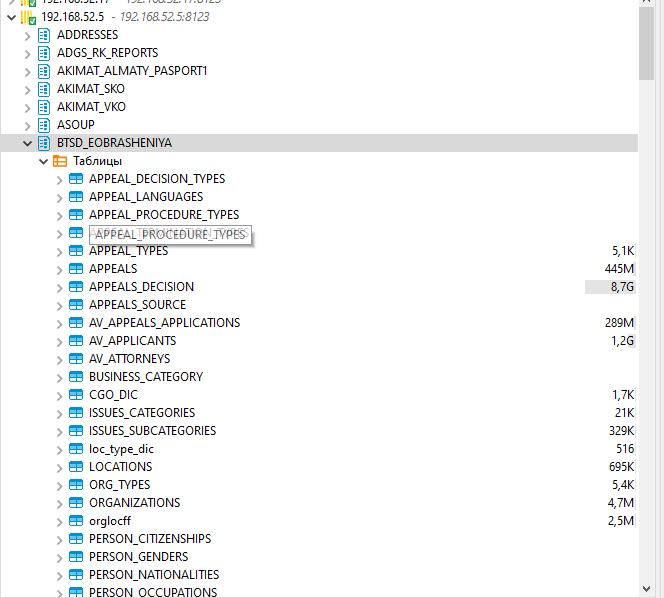 192.168.52.17 - 192.168.52.17:8123
192.168.52.5 - 192.168.52.5:8123
ADDRESSES
ADGS_RK_REPORTS
AKIMAT_ALMATY_PASPORT1
AKIMAT_SKO
AKIMAT_VKO
ASOUP
BTSD_EOBRASHENIYA
Таблицы
APPEAL_DECISION_TYPES
APPEAL_LANGUAGES
APPEAL_PROCEDURE_TYPES
APPEAL_PROCEDURE_TYPES
APPEAL_TYPES 5,1K
APPEALS 445M
APPEALS_DECISION 8,7G
APPEALS_SOURCE
AV_APPEALS_APPLICATIONS 289M
AV_APPLICANTS 1,2G
AV_ATTORNEYS
BUSINESS_CATEGORY
CGO_DIC 1,7K
ISSUES_CATEGORIES 21K
ISSUES_SUBCATEGORIES 329K
loc_type_dic 516
LOCATIONS 695K
ORG_TYPES 5,4K
ORGANIZATIONS 4,7M
orglocff 2,5M
PERSON_CITIZENSHIPS
PERSON_GENDERS
PERSON_NATIONALITIES
PERSON_OCCUPATIONS